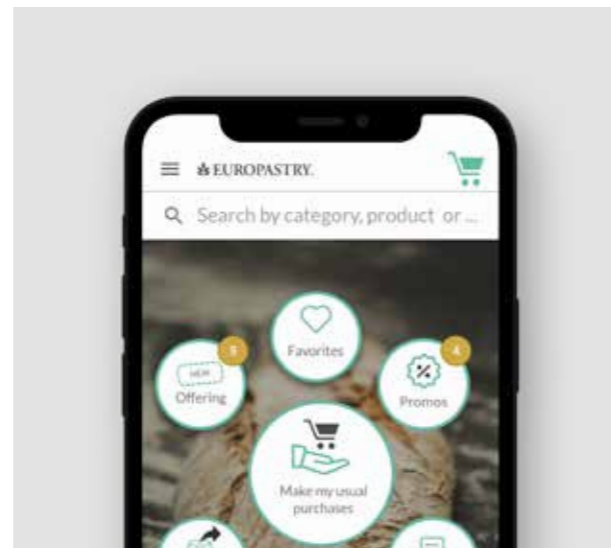 EUROPASTRY.
Search by category, product or ...
Favorites
5
NEW
Offering
4
%
Promos
Make my usual
purchases